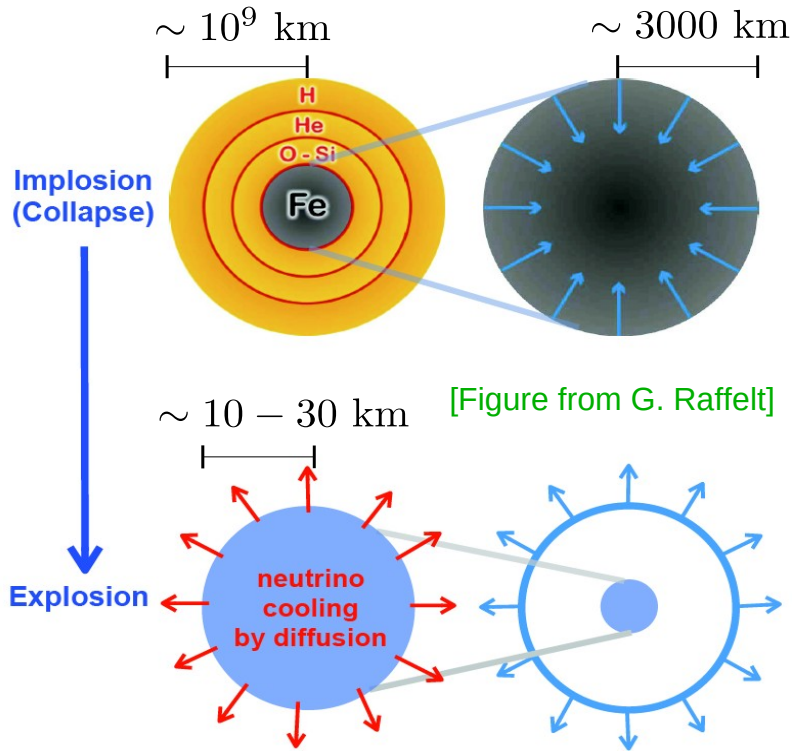 ∼ 10⁹ km
∼ 3000 km
H
He
O - Si
Fe
Implosion
(Collapse)
[Figure from G. Raffelt]
∼ 10 − 30 km
neutrino
cooling
by diffusion
Explosion